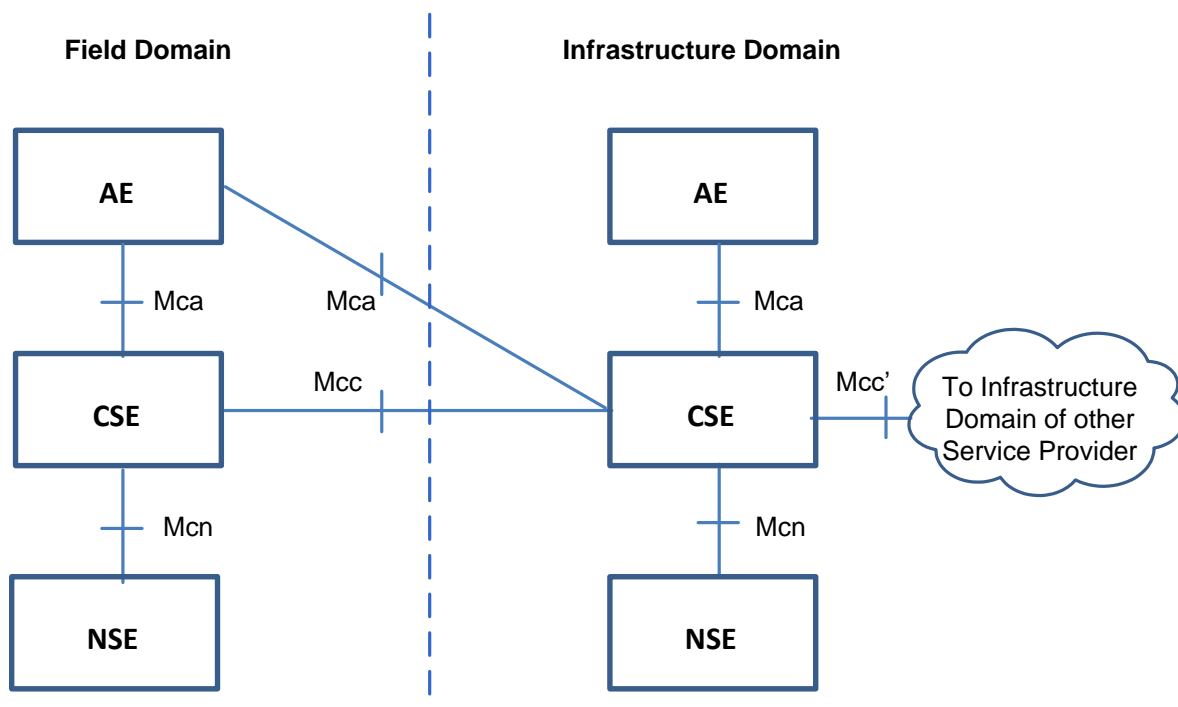 Field Domain
Infrastructure Domain
AE
AE
Mca
Mca
Mca
CSE
Mcc
CSE
Mcc’
To Infrastructure
Domain of other
Service Provider
Mcn
Mcn
NSE
NSE